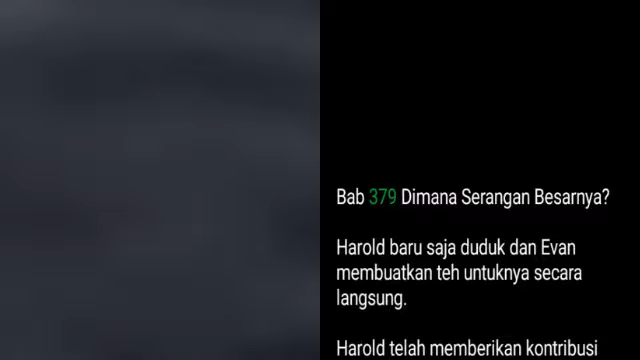 Bab 379 Dimana Serangan Besarnya?
Harold baru saja duduk dan Evan
membuatkan teh untuknya secara
langsung.
Harold telah memberikan kontribusi